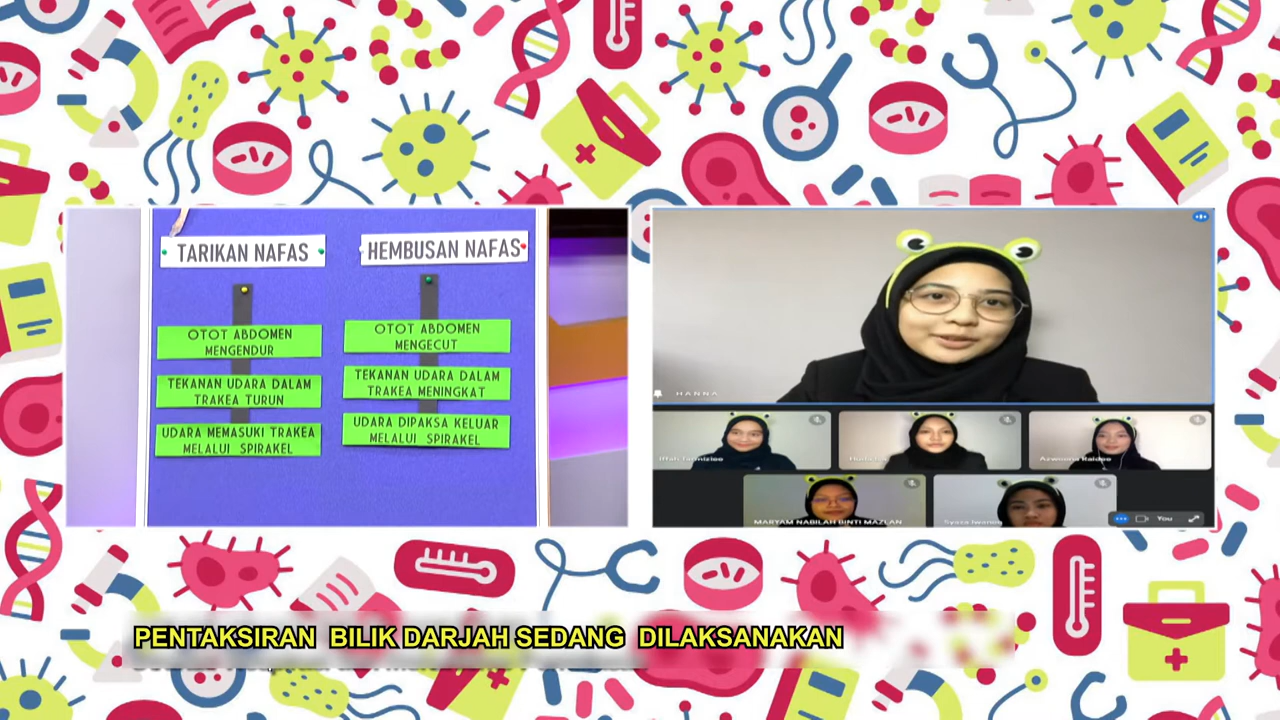 TARIKAN NAFAS
HEMBUSAN NAFAS
OTOT ABDOMEN
MENGENDUR
TEKANAN UDARA DALAM
TRAKEA TURUN
UDARA MEMASUKI TRAKEA
MELALUI SPIRAKEL
OTOT ABDOMEN
MENGECUT
TEKANAN UDARA DALAM
TRAKEA MENINGKAT
UDARA DIPAKSA KELUAR
MELALUI SPIRAKEL
HANNA
MARYAM NABILAH BINTI MAZLAN
You
PENTAKSIRAN BILIK DARJAH SEDANG DILAKSANAKAN